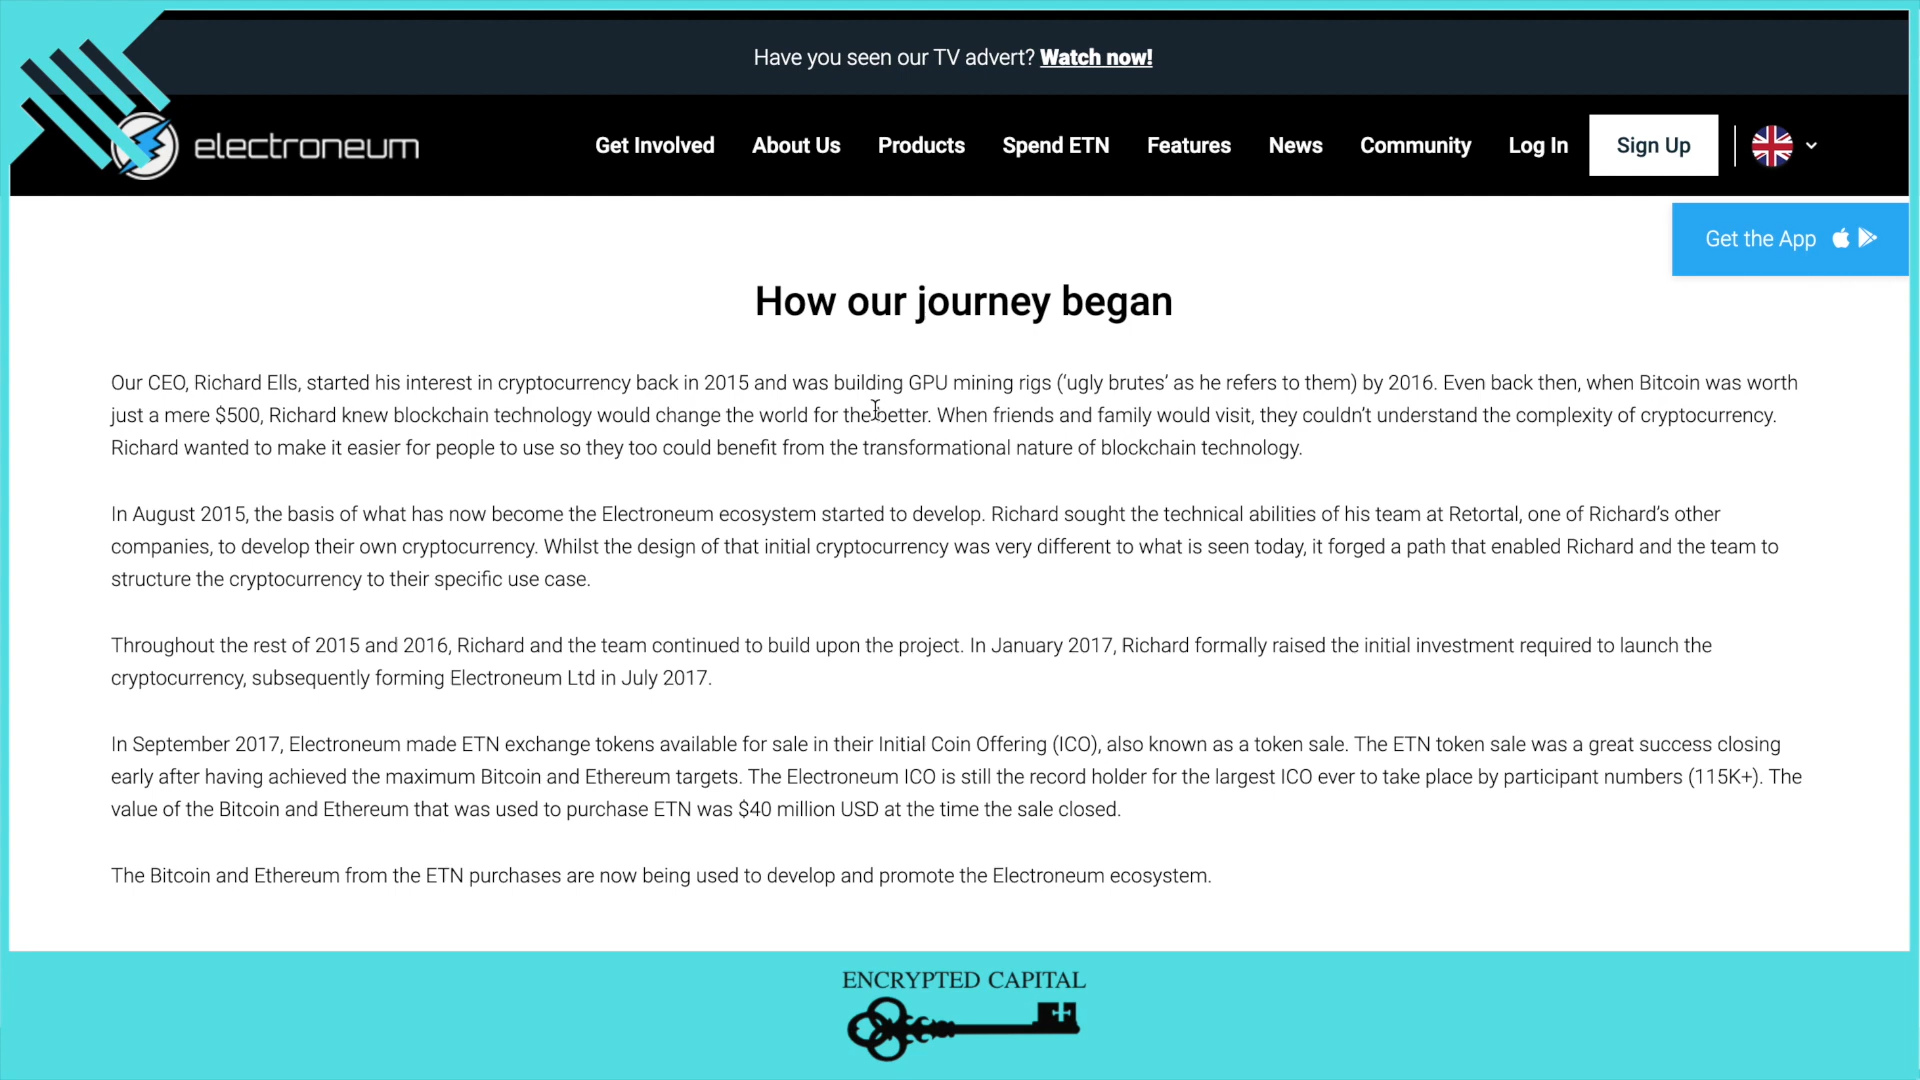 Have you seen our TV advert? Watch now!
electroneum
Get Involved About Us Products Spend ETN Features News Community Log In Sign Up
Get the App
How our journey began
Our CEO, Richard Ells, started his interest in cryptocurrency back in 2015 and was building GPU mining rigs (‘ugly brutes’ as he refers to them) by 2016. Even back then, when Bitcoin was worth
just a mere $500, Richard knew blockchain technology would change the world for the better. When friends and family would visit, they couldn’t understand the complexity of cryptocurrency.
Richard wanted to make it easier for people to use so they too could benefit from the transformational nature of blockchain technology.
In August 2015, the basis of what has now become the Electroneum ecosystem started to develop. Richard sought the technical abilities of his team at Retortal, one of Richard’s other
companies, to develop their own cryptocurrency. Whilst the design of that initial cryptocurrency was very different to what is seen today, it forged a path that enabled Richard and the team to
structure the cryptocurrency to their specific use case.
Throughout the rest of 2015 and 2016, Richard and the team continued to build upon the project. In January 2017, Richard formally raised the initial investment required to launch the
cryptocurrency, subsequently forming Electroneum Ltd in July 2017.
In September 2017, Electroneum made ETN exchange tokens available for sale in their Initial Coin Offering (ICO), also known as a token sale. The ETN token sale was a great success closing
early after having achieved the maximum Bitcoin and Ethereum targets. The Electroneum ICO is still the record holder for the largest ICO ever to take place by participant numbers (115K+). The
value of the Bitcoin and Ethereum that was used to purchase ETN was $40 million USD at the time the sale closed.
The Bitcoin and Ethereum from the ETN purchases are now being used to develop and promote the Electroneum ecosystem.
ENCRYPTED CAPITAL